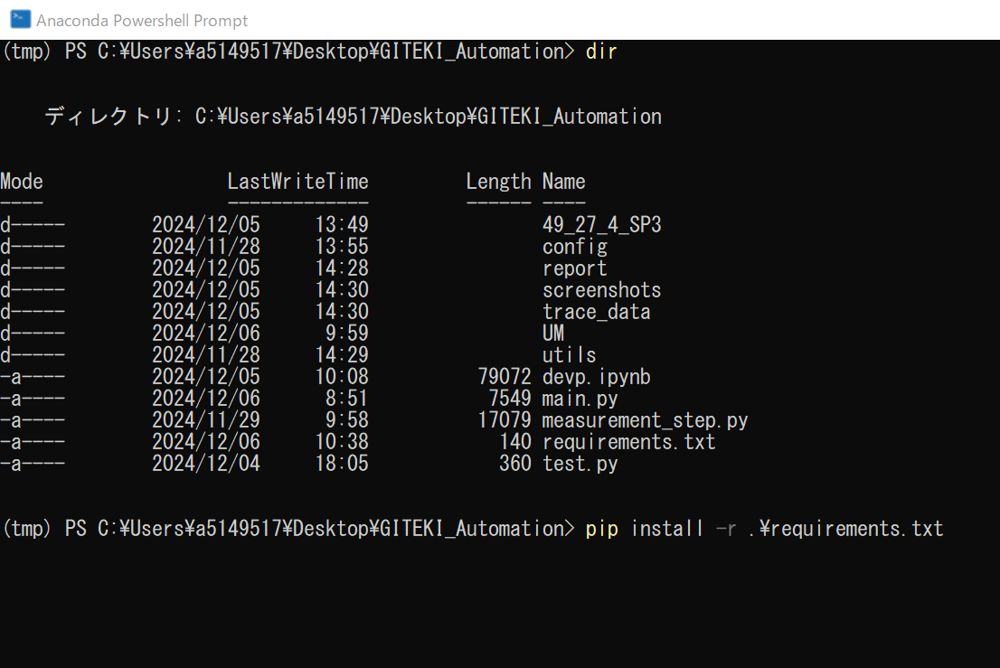 Anaconda Powershell Prompt
(tmp) PS C:¥Users¥a5149517¥Desktop¥GITEKI_Automation> dir
ディレクトリ: C:¥Users¥a5149517¥Desktop¥GITEKI_Automation
Mode LastWriteTime Length Name
---- ------------- ------ ----
d----- 2024/12/05 13:49 49_27_4_SP3
d----- 2024/11/28 13:55 config
d----- 2024/12/05 14:28 report
d----- 2024/12/05 14:30 screenshots
d----- 2024/12/05 14:30 trace_data
d----- 2024/12/06 9:59 UM
d----- 2024/11/28 14:29 utils
-a---- 2024/12/05 10:08 79072 devp.ipynb
-a---- 2024/12/06 8:51 7549 main.py
-a---- 2024/11/29 9:58 17079 measurement_step.py
-a---- 2024/12/06 10:38 140 requirements.txt
-a---- 2024/12/04 18:05 360 test.py
(tmp) PS C:¥Users¥a5149517¥Desktop¥GITEKI_Automation> pip install -r .¥requirements.txt